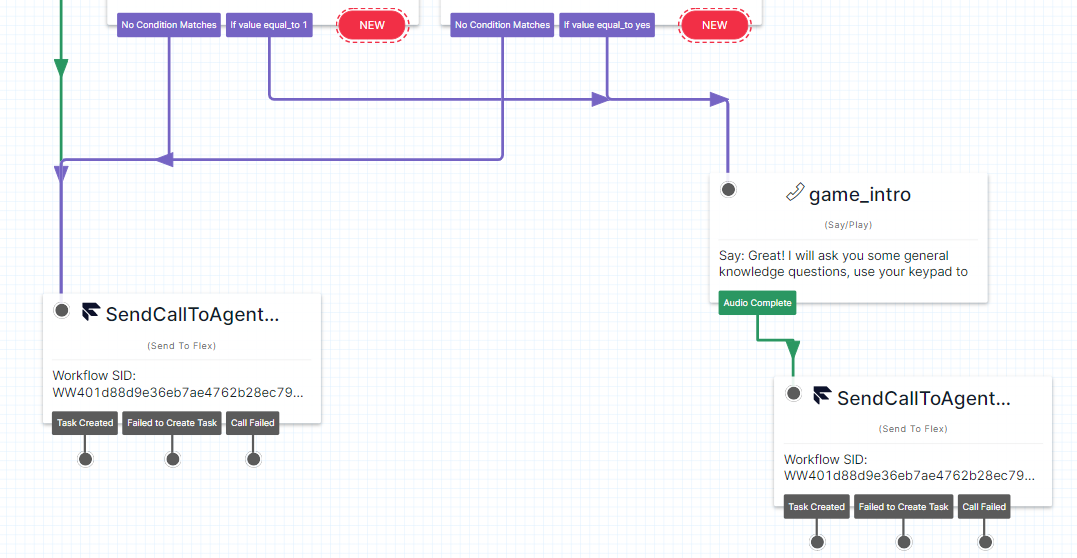 No Condition Matches
If value equal_to 1
NEW
No Condition Matches
If value equal_to yes
NEW
game_intro
(Say/Play)
Say: Great! I will ask you some general
knowledge questions, use your keypad to
Audio Complete
SendCallToAgent...
(Send To Flex)
Workflow SID:
WW401d88d9e36eb7ae4762b28ec79...
Task Created
Failed to Create Task
Call Failed
SendCallToAgent...
(Send To Flex)
Workflow SID:
WW401d88d9e36eb7ae4762b28ec79...
Task Created
Failed to Create Task
Call Failed